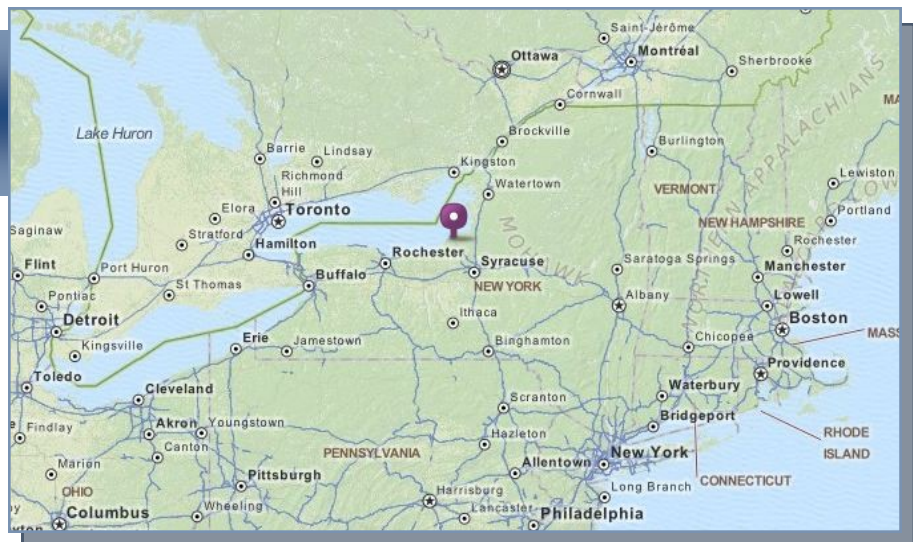 Saint-Jérôme
Ottawa
Montréal
Sherbrooke
Cornwall
MA
Lake Huron
Brockville
Burlington
Barrie
Lindsay
Kingston
Richmond
Hill
Watertown
VERMONT
Lewiston
Elora
Toronto
Portland
Saginaw
Stratford
NEW HAMPSHIRE
Hamilton
Rochester
Rochester
Syracuse
MOHAWK
Saratoga Springs
NORTHERN APPALACHIANS
Flint
Port Huron
Buffalo
Manchester
St Thomas
NEW YORK
Pontiac
Albany
Lowell
Detroit
Ithaca
Boston
Kingsville
Erie
Jamestown
Binghamton
Chicopee
MASS
Providence
Toledo
Cleveland
Scranton
Waterbury
Akron
Youngstown
Bridgeport
Findlay
Hazleton
RHODE
ISLAND
Canton
PENNSYLVANIA
New York
Marion
Pittsburgh
Allentown
CONNECTICUT
OHIO
Harrisburg
Long Branch
Columbus
Wheeling
Lancaster
Philadelphia